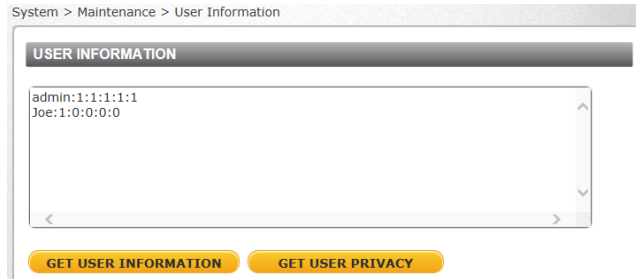 System > Maintenance > User Information
USER INFORMATION
admin:1:1:1:1:1
Joe:1:0:0:0:0
GET USER INFORMATION GET USER PRIVACY